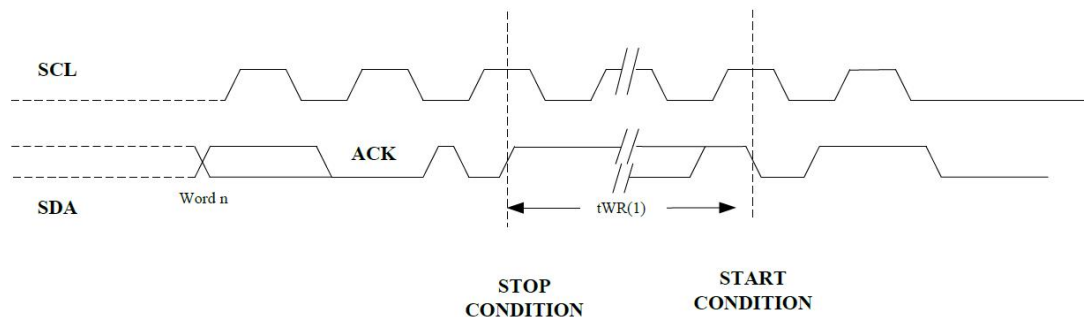 SCL
ACK
Word n
SDA
tWR(1)
STOP
CONDITION
START
CONDITION